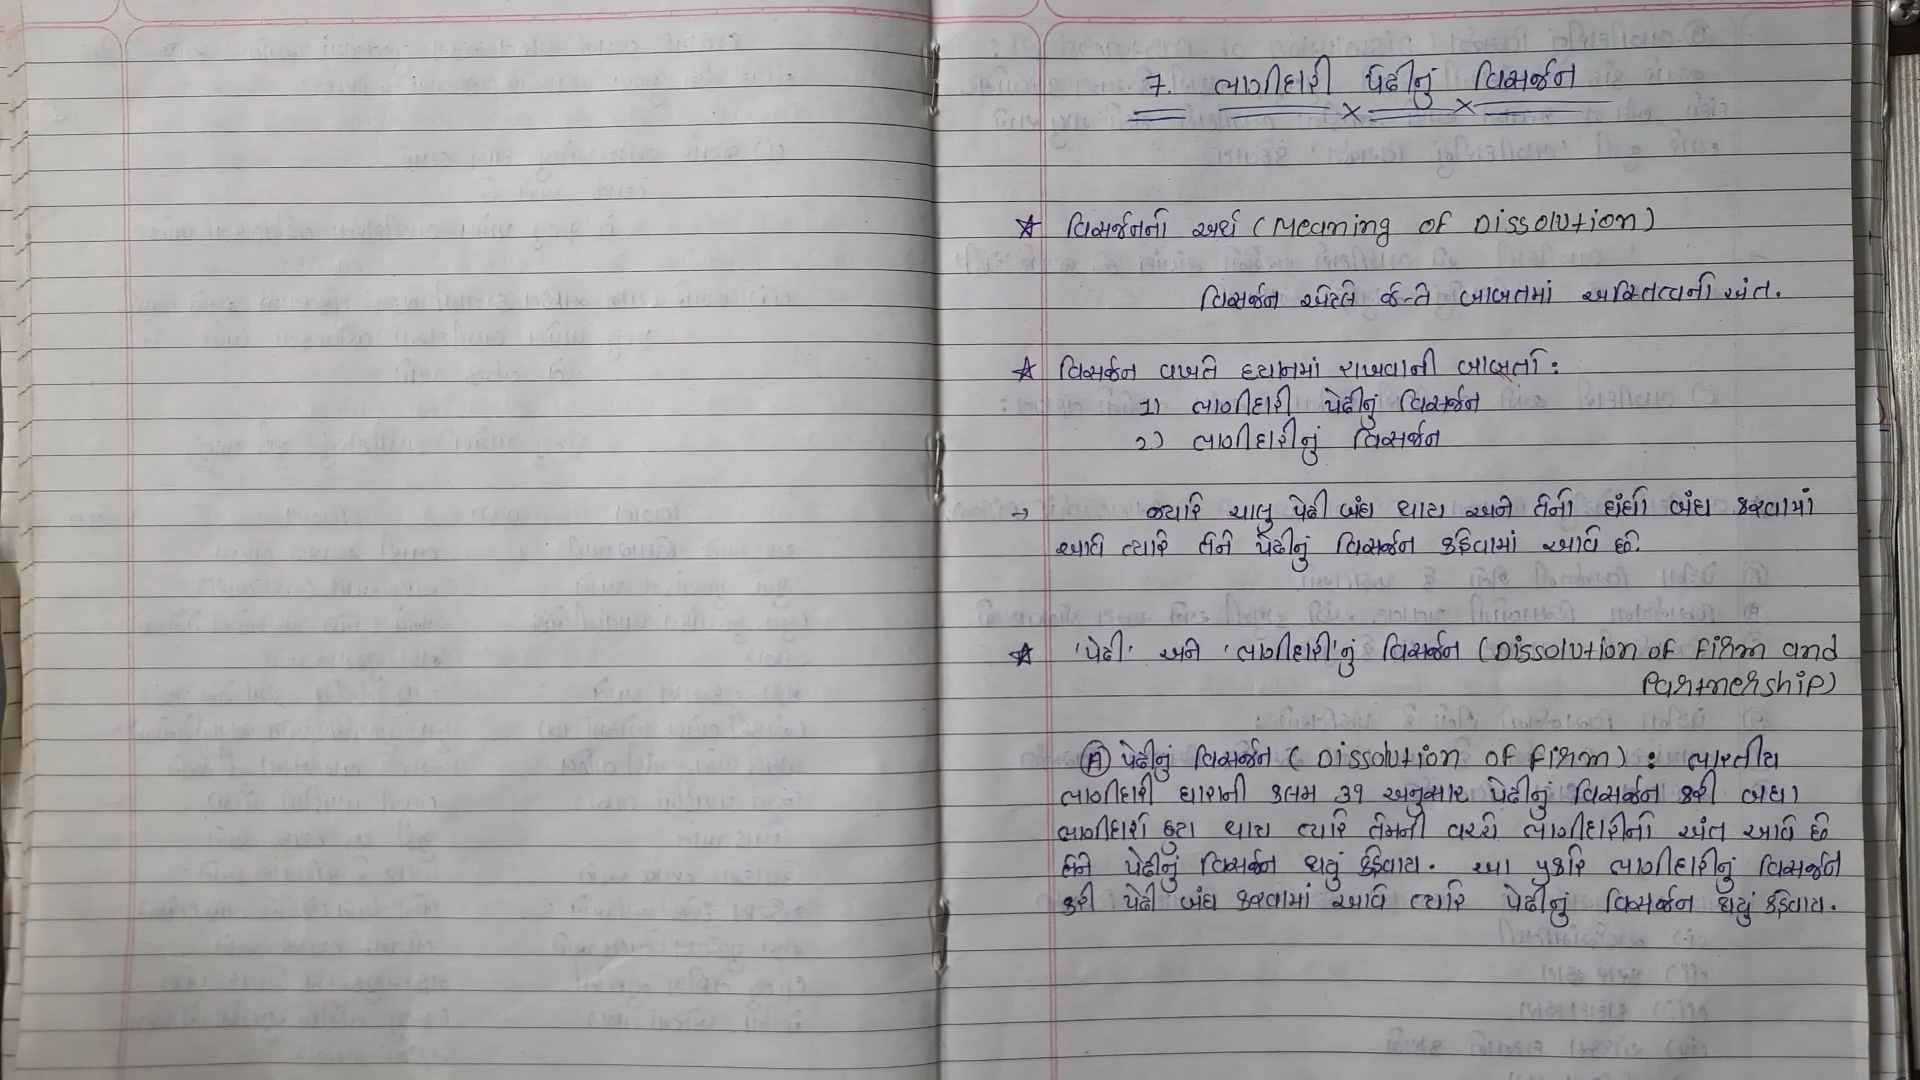 7. ભાગીદારી પેઢીનું વિસર્જન
★ વિસર્જનનો અર્થ (Meaning of Dissolution)
વિસર્જન એટલે જે-તે બાબતમાં અસ્તિત્વનો અંત.
★ વિસર્જન વખતે ધ્યાનમાં રાખવાની બાબતો :
1) ભાગીદારી પેઢીનું વિસર્જન
2) ભાગીદારીનું વિસર્જન
→ જ્યારે ચાલુ પેઢી બંધ થાય અને તેનો ધંધો બંધ કરવામાં
આવે ત્યારે તેને પેઢીનું વિસર્જન કહેવામાં આવે છે.
★ 'પેઢી' અને 'ભાગીદારી'નું વિસર્જન (Dissolution of Firm and
Partnership)
(A) પેઢીનું વિસર્જન ( Dissolution of Firm ) : ભારતીય
ભાગીદારી ધારાની કલમ 39 અનુસાર પેઢીનું વિસર્જન કરી બધા
ભાગીદારો છુટા થાય ત્યારે તેમની વચ્ચે ભાગીદારીનો અંત આવે છે
તેને પેઢીનું વિસર્જન થયું કહેવાય. આ પ્રકારે ભાગીદારીનું વિસર્જન
કરી પેઢી બંધ કરવામાં આવે ત્યારે પેઢીનું વિસર્જન થયું કહેવાય.